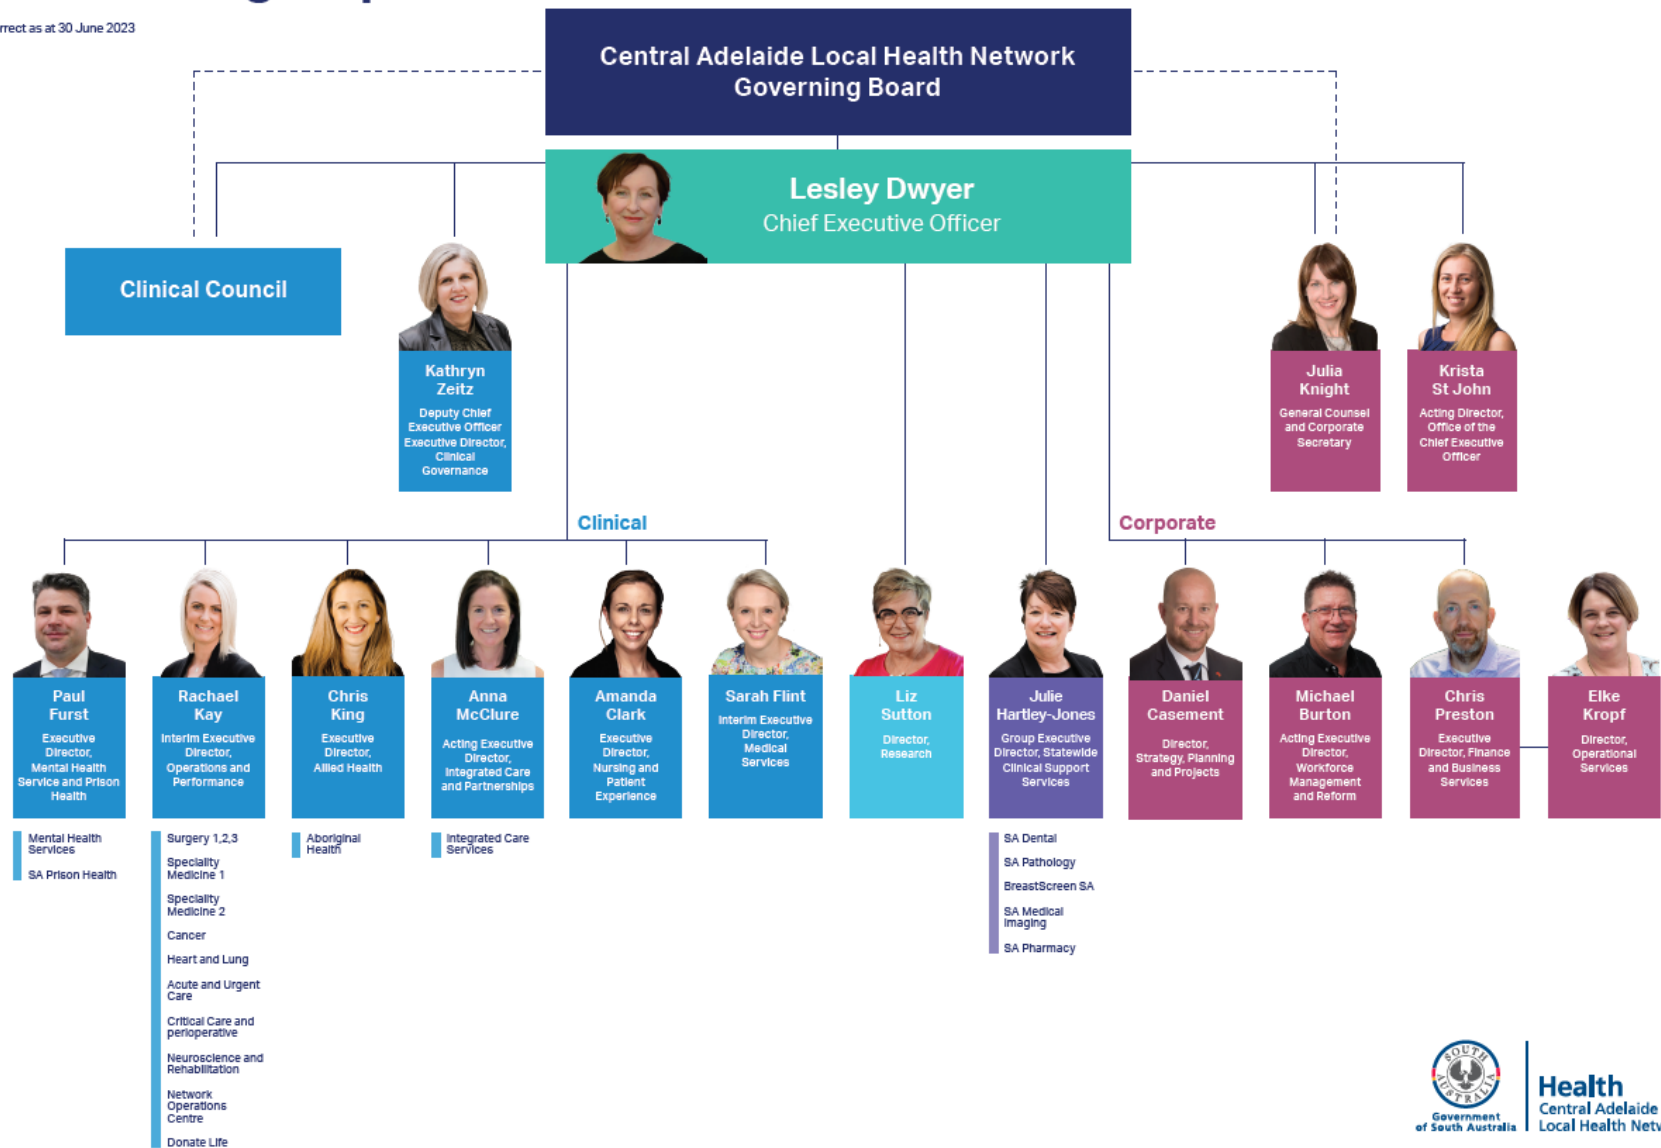 rrect as at 30 June 2023
Central Adelaide Local Health Network
Governing Board
Lesley Dwyer
Chief Executive Officer
Clinical Council
Kathryn
Zeitz
Deputy Chief
Executive Officer
Executive Director,
Clinical
Governance
Julia
Knight
General Counsel
and Corporate
Secretary
Krista
St John
Acting Director,
Office of the
Chief Executive
Officer
Clinical
Corporate
Paul
Furst
Executive
Director,
Mental Health
Service and Prison
Health
Rachael
Kay
Interim Executive
Director,
Operations and
Performance
Chris
King
Executive
Director,
Allied Health
Anna
McClure
Acting Executive
Director,
Integrated Care
and Partnerships
Amanda
Clark
Executive
Director,
Nursing and
Patient
Experience
Sarah Flint
Interim Executive
Director,
Medical
Services
Liz
Sutton
Director,
Research
Julie
Hartley-Jones
Group Executive
Director, Statewide
Clinical Support
Services
Daniel
Casement
Director,
Strategy, Planning
and Projects
Michael
Burton
Acting Executive
Director,
Workforce
Management
and Reform
Chris
Preston
Executive
Director, Finance
and Business
Services
Elke
Kropf
Director,
Operational
Services
Mental Health
Services
SA Prison Health
Surgery 1,2,3
Speciality
Medicine 1
Speciality
Medicine 2
Cancer
Heart and Lung
Acute and Urgent
Care
Critical Care and
perioperative
Neuroscience and
Rehabilitation
Network
Operations
Centre
Donate Life
Aboriginal
Health
Integrated Care
Services
SA Dental
SA Pathology
BreastScreen SA
SA Medical
Imaging
SA Pharmacy
SOUTH
AUSTRALIA
Government
of South Australia
Health
Central Adelaide
Local Health Netw